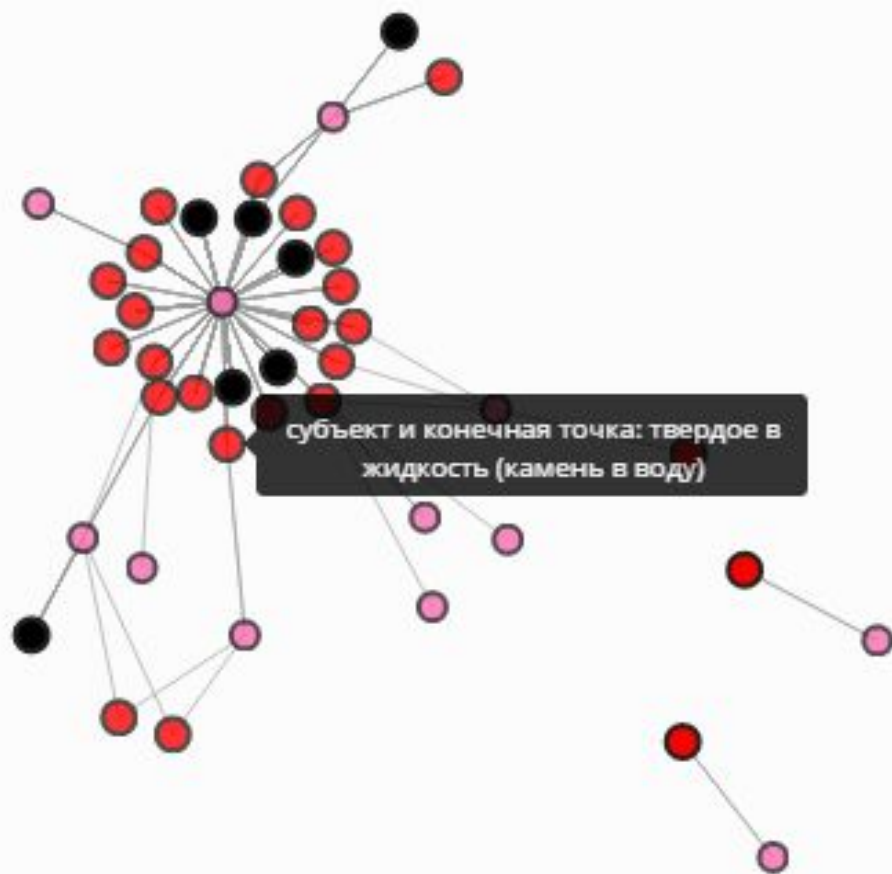 субъект и конечная точка: твердое в
жидкость (камень в воду)